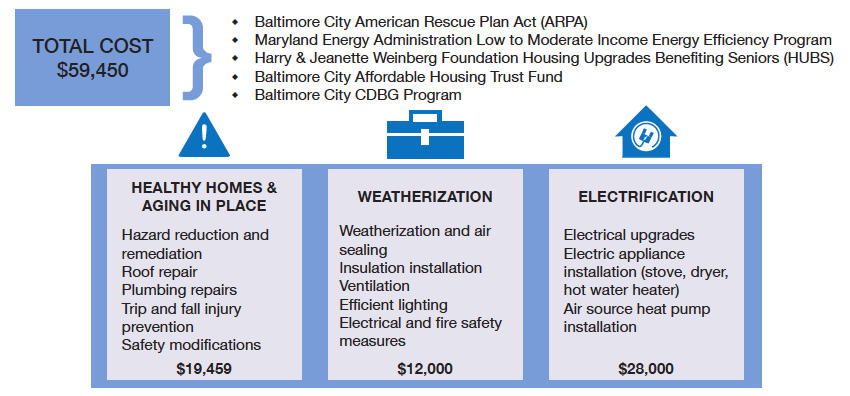 TOTAL COST
$59,450
• Baltimore City American Rescue Plan Act (ARPA)
• Maryland Energy Administration Low to Moderate Income Energy Efficiency Program
• Harry & Jeanette Weinberg Foundation Housing Upgrades Benefiting Seniors (HUBS)
• Baltimore City Affordable Housing Trust Fund
• Baltimore City CDBG Program
HEALTHY HOMES &
AGING IN PLACE
Hazard reduction and
remediation
Roof repair
Plumbing repairs
Trip and fall injury
prevention
Safety modifications
$19,459
WEATHERIZATION
Weatherization and air
sealing
Insulation installation
Ventilation
Efficient lighting
Electrical and fire safety
measures
$12,000
ELECTRIFICATION
Electrical upgrades
Electric appliance
installation (stove, dryer,
hot water heater)
Air source heat pump
installation
$28,000